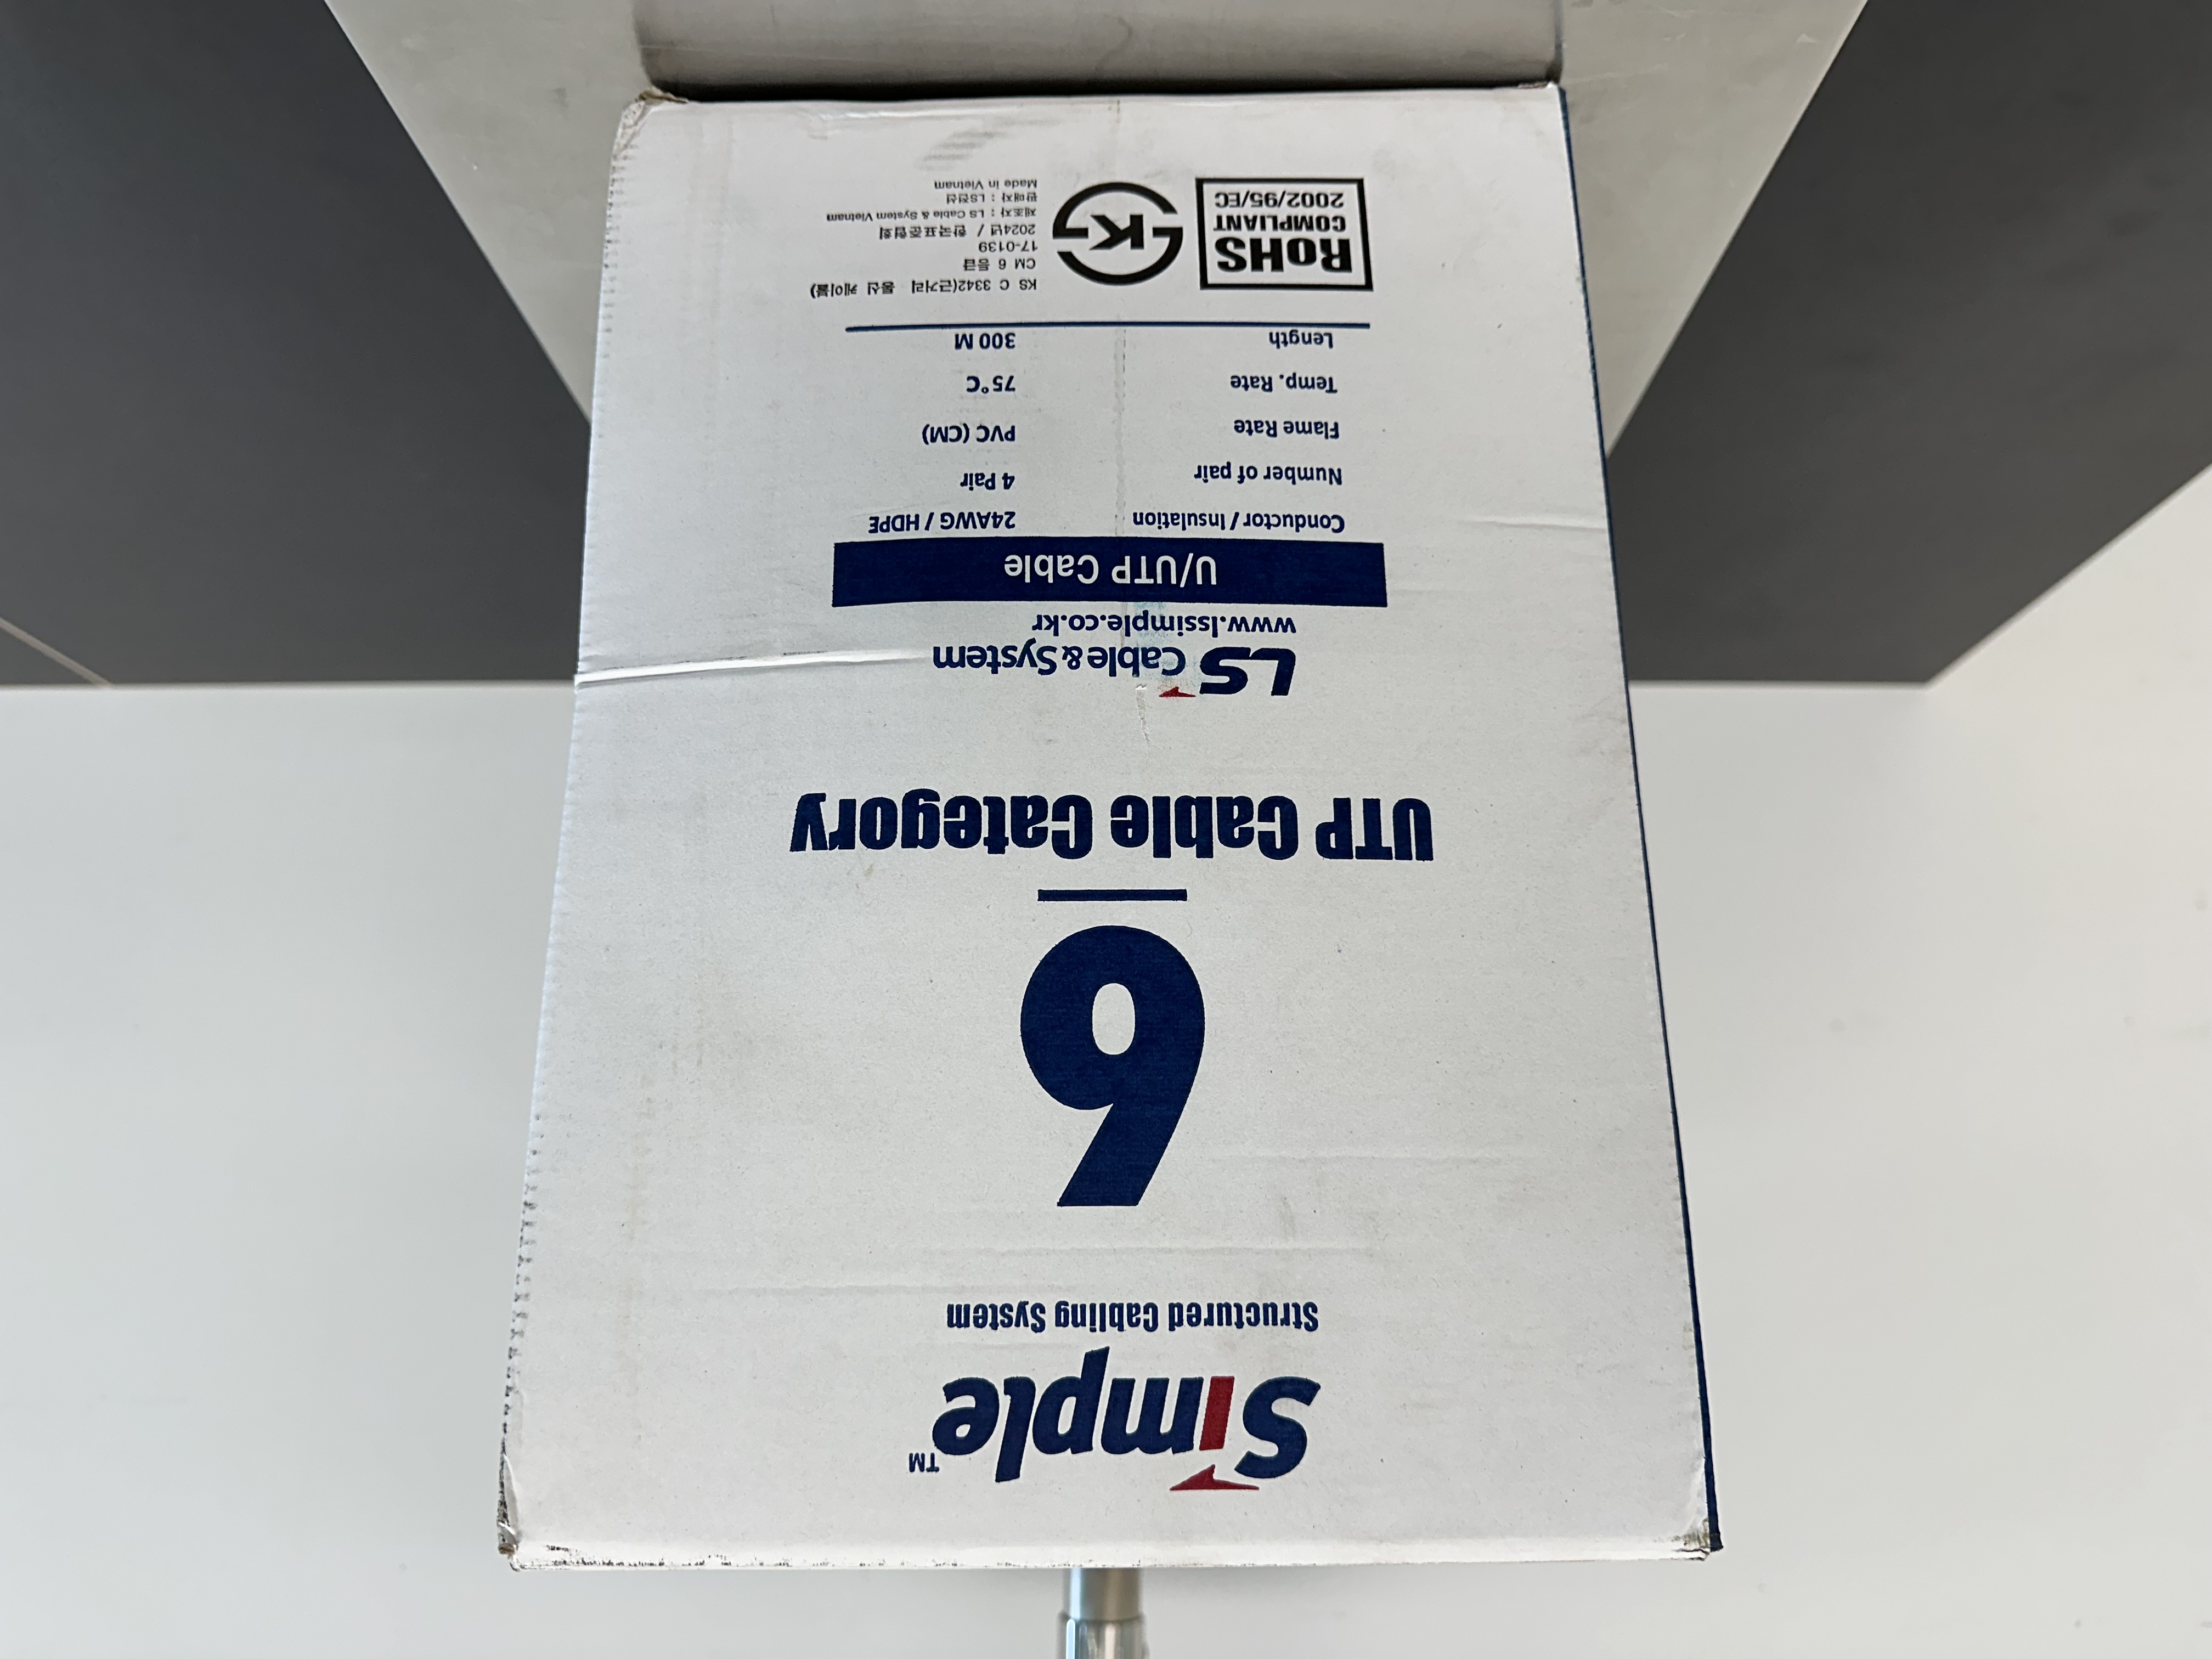 Simple™
Structured Cabling System
6
UTP Cable Category
LS Cable & System
www.lssimple.co.kr
U/UTP Cable
Conductor / Insulation 24AWG / HDPE
Number of pair 4 Pair
Flame Rate PVC (CM)
Temp. Rate 75°C
Length 300 M
RoHS
COMPLIANT
2002/95/EC
K
KS C 3342(근거리 통신 케이블)
CM 6 등급
17-0139
2024년 / 한국표준협회
제조자 : LS Cable & System Vietnam
판매자 : LS전선
Made in Vietnam